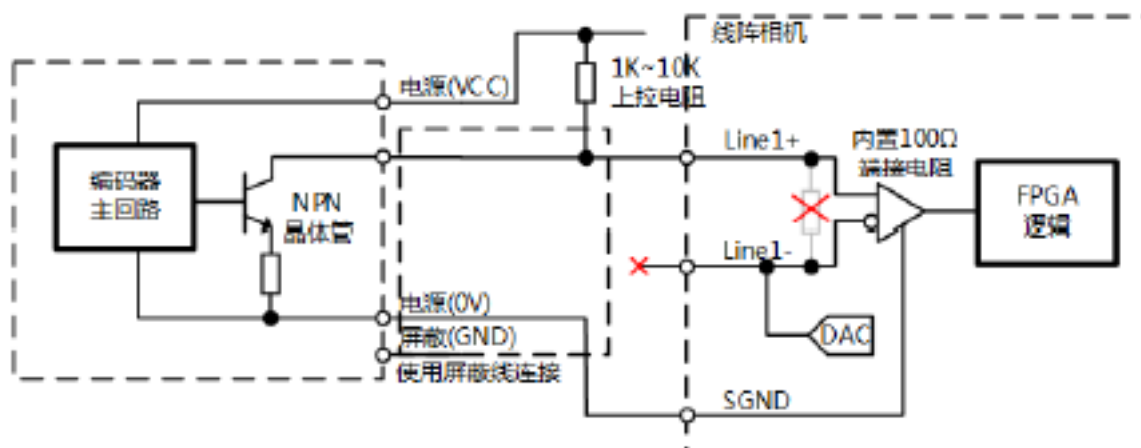 线阵相机
1K~10K
上拉电阻
电源(VCC)
Line1+
内置100Ω
端接电阻
编码器
主回路
NPN
晶体管
FPGA
逻辑
Line1-
电源(0V)
屏蔽(GND)
DAC
使用屏蔽线连接
SGND